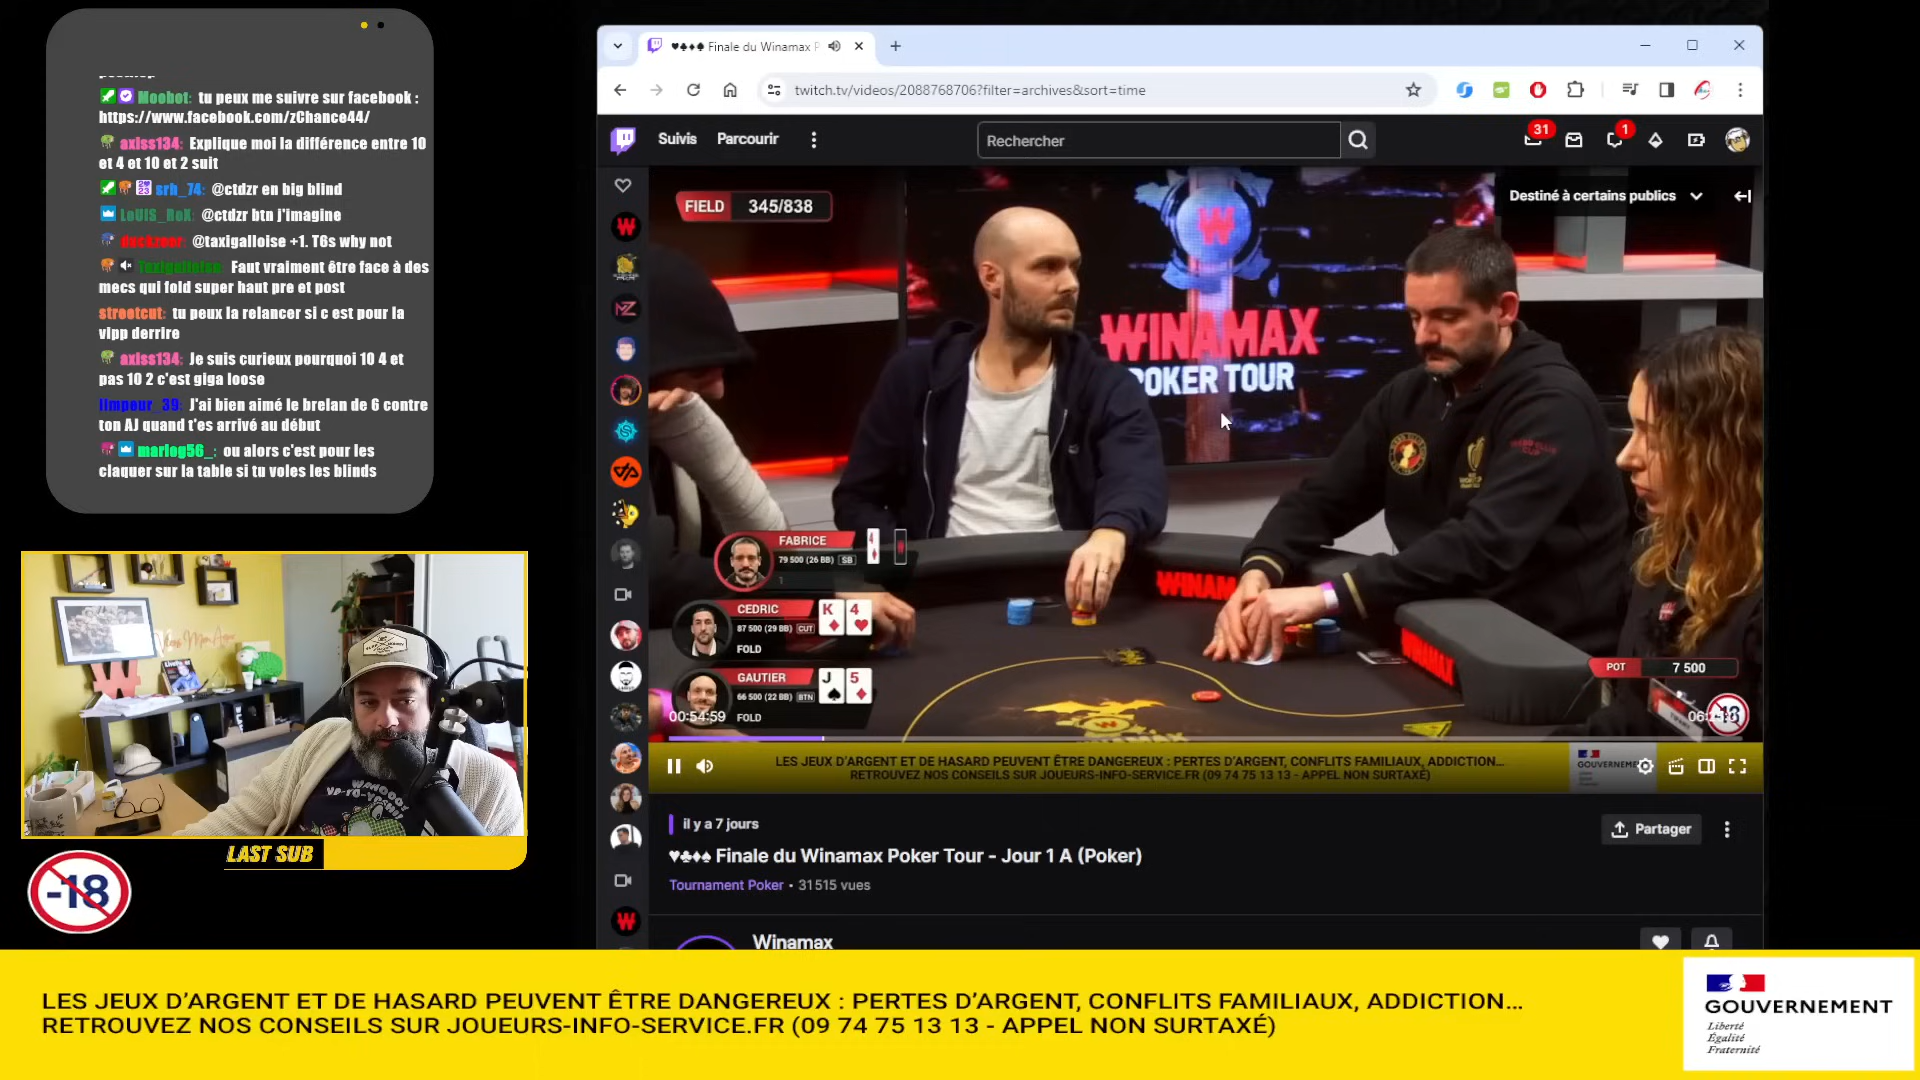 Moobot: tu peux me suivre sur facebook :
https://www.facebook.com/zChance44/
axiss134: Explique moi la différence entre 10
et 4 et 10 et 2 suit
srh_74: @ctdzr en big blind
LoUIS_RoX: @ctdzr btn j'imagine
@taxigalloise +1. T6s why not
Taxigalloise: Faut vraiment être face à des
mecs qui fold super haut pre et post
streetcut: tu peux la relancer si c est pour la
vipp derrire
axiss134: Je suis curieux pourquoi 10 4 et
pas 10 2 c'est giga loose
limpeur_39: J'ai bien aimé le brelan de 6 contre
ton AJ quand t'es arrivé au début
marlog56_: ou alors c'est pour les
claquer sur la table si tu voles les blinds
LAST SUB
-18
♥♣♦♠ Finale du Winamax P
twitch.tv/videos/2088768706?filter=archives&sort=time
Suivis
Parcourir
Rechercher
31
1
FIELD 345/838
Destiné à certains publics
WINAMAX
POKER TOUR
FABRICE
79 500 (26 BB) SB
4
CEDRIC
87 500 (29 BB) CUT
K 4
FOLD
GAUTIER
66 500 (22 BB) BTN
J 5
FOLD
WINAMAX
WINAMAX
POT 7 500
00:54:59
LES JEUX D'ARGENT ET DE HASARD PEUVENT ÊTRE DANGEREUX : PERTES D'ARGENT, CONFLITS FAMILIAUX, ADDICTION...
RETROUVEZ NOS CONSEILS SUR JOUEURS-INFO-SERVICE.FR (09 74 75 13 13 - APPEL NON SURTAXÉ)
il y a 7 jours
Partager
♥♣♦♠ Finale du Winamax Poker Tour - Jour 1 A (Poker)
Tournament Poker • 31 515 vues
Winamax
LES JEUX D'ARGENT ET DE HASARD PEUVENT ÊTRE DANGEREUX : PERTES D'ARGENT, CONFLITS FAMILIAUX, ADDICTION...
RETROUVEZ NOS CONSEILS SUR JOUEURS-INFO-SERVICE.FR (09 74 75 13 13 - APPEL NON SURTAXÉ)
GOUVERNEMENT
Liberté
Égalité
Fraternité